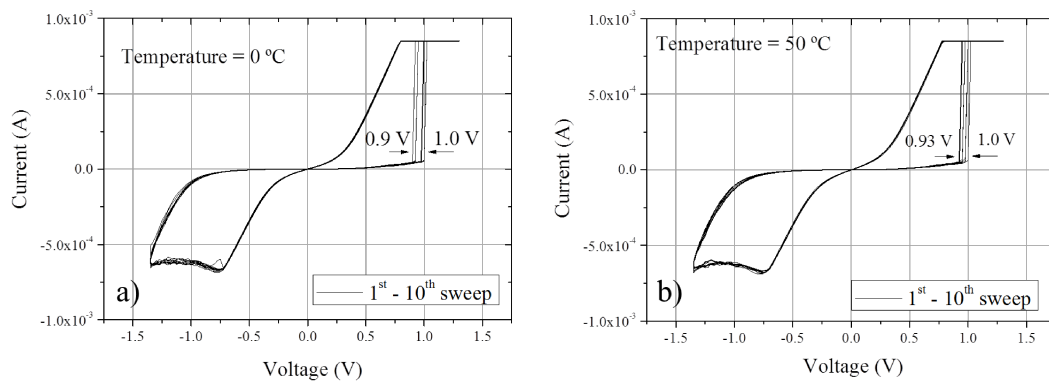 1.0x10⁻³
Temperature = 0 ºC
5.0x10⁻⁴
0.9 V
1.0 V
0.0
-5.0x10⁻⁴
a)
1ˢᵗ - 10ᵗʰ sweep
-1.0x10⁻³
-1.5 -1.0 -0.5 0.0 0.5 1.0 1.5
Voltage (V)
Current (A)
1.0x10⁻³
Temperature = 50 ºC
5.0x10⁻⁴
0.93 V
1.0 V
0.0
-5.0x10⁻⁴
b)
1ˢᵗ - 10ᵗʰ sweep
-1.0x10⁻³
-1.5 -1.0 -0.5 0.0 0.5 1.0 1.5
Voltage (V)
Current (A)